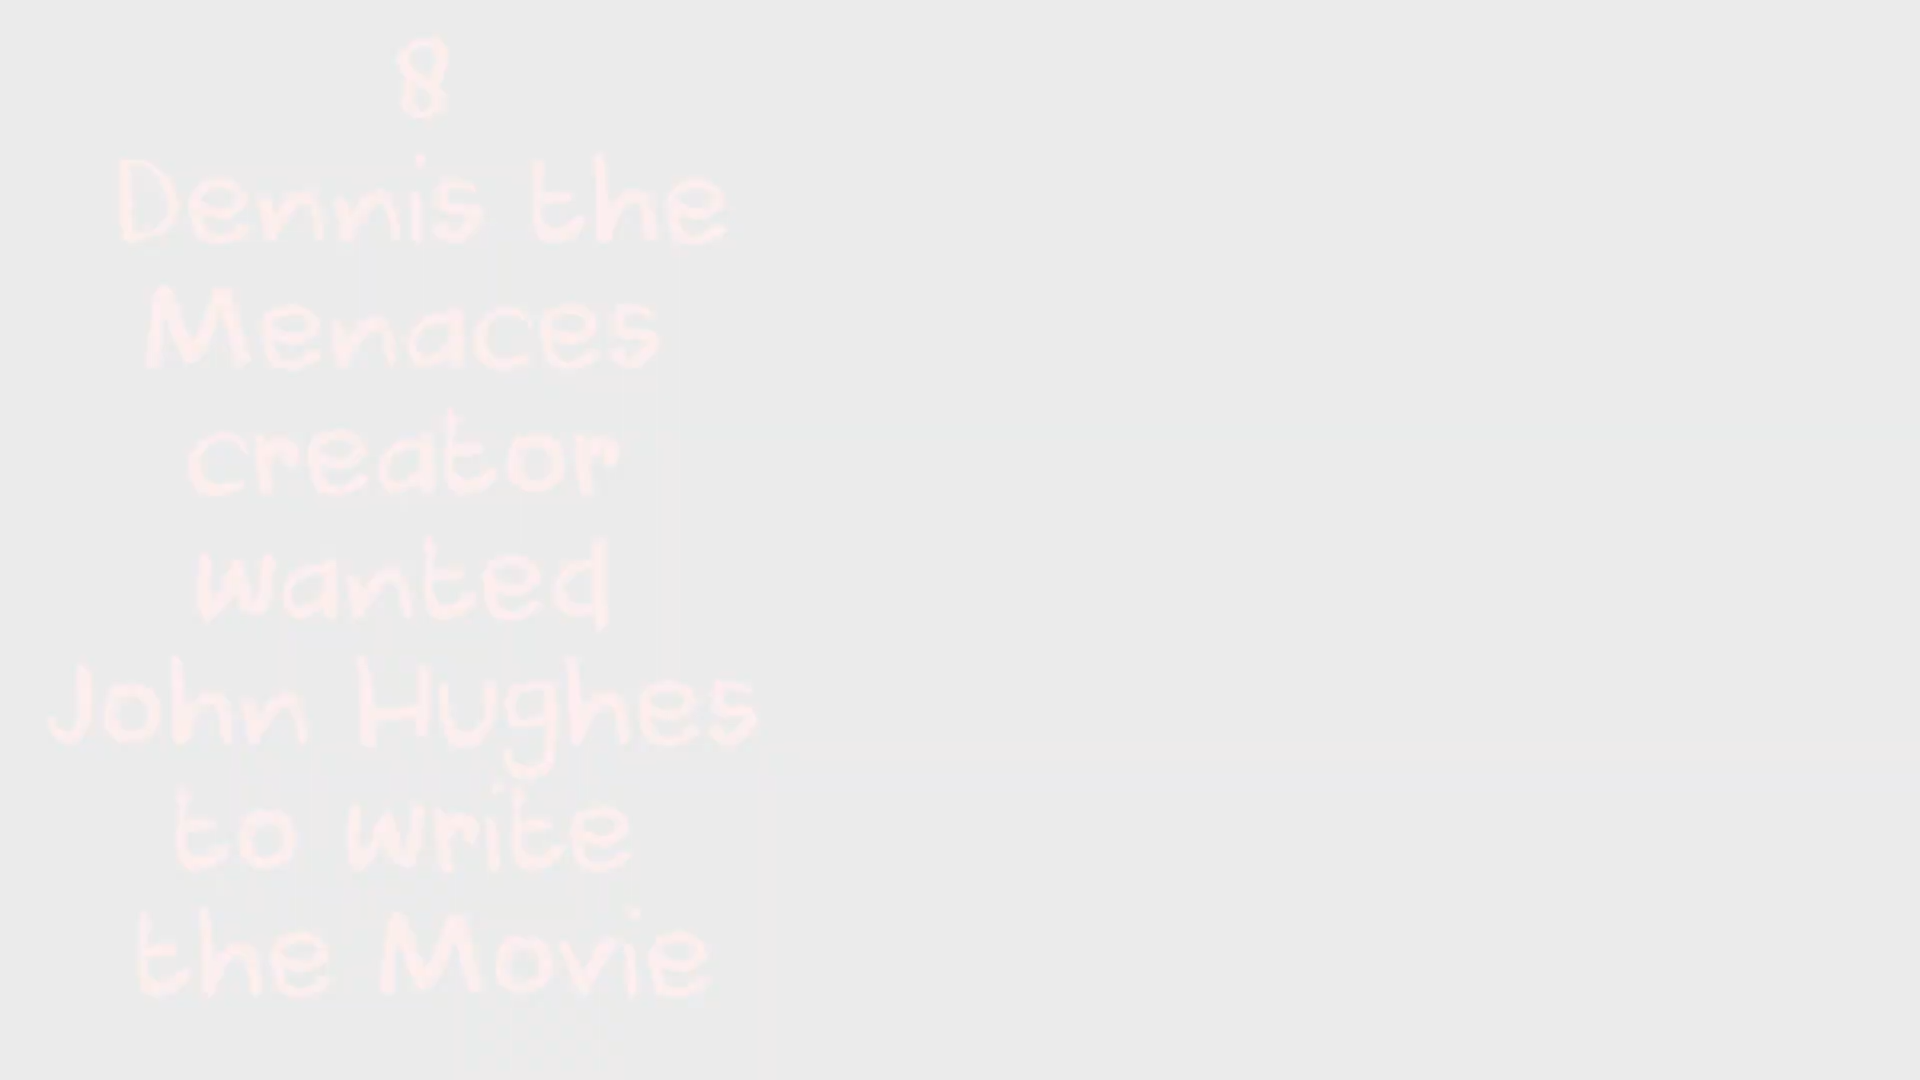 8
Dennis the
Menaces
creator
wanted
John Hughes
to write
the Movie